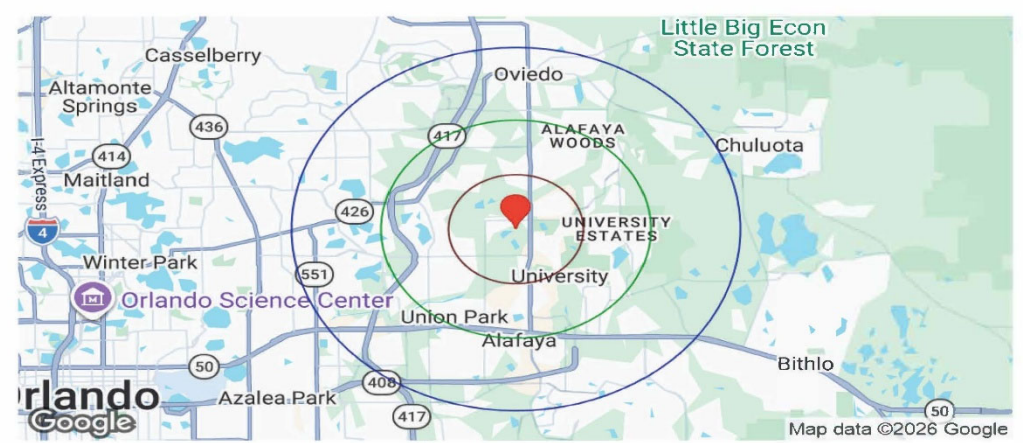 Little Big Econ
State Forest
Casselberry
Oviedo
Altamonte
Springs
436
417
ALAFAYA
WOODS
Chuluota
414
I-4 Express
Maitland
426
4
UNIVERSITY
ESTATES
Winter Park
551
University
Orlando Science Center
Union Park
Alafaya
50
Bithlo
408
rlando
Azalea Park
417
50
Google
Map data ©2026 Google